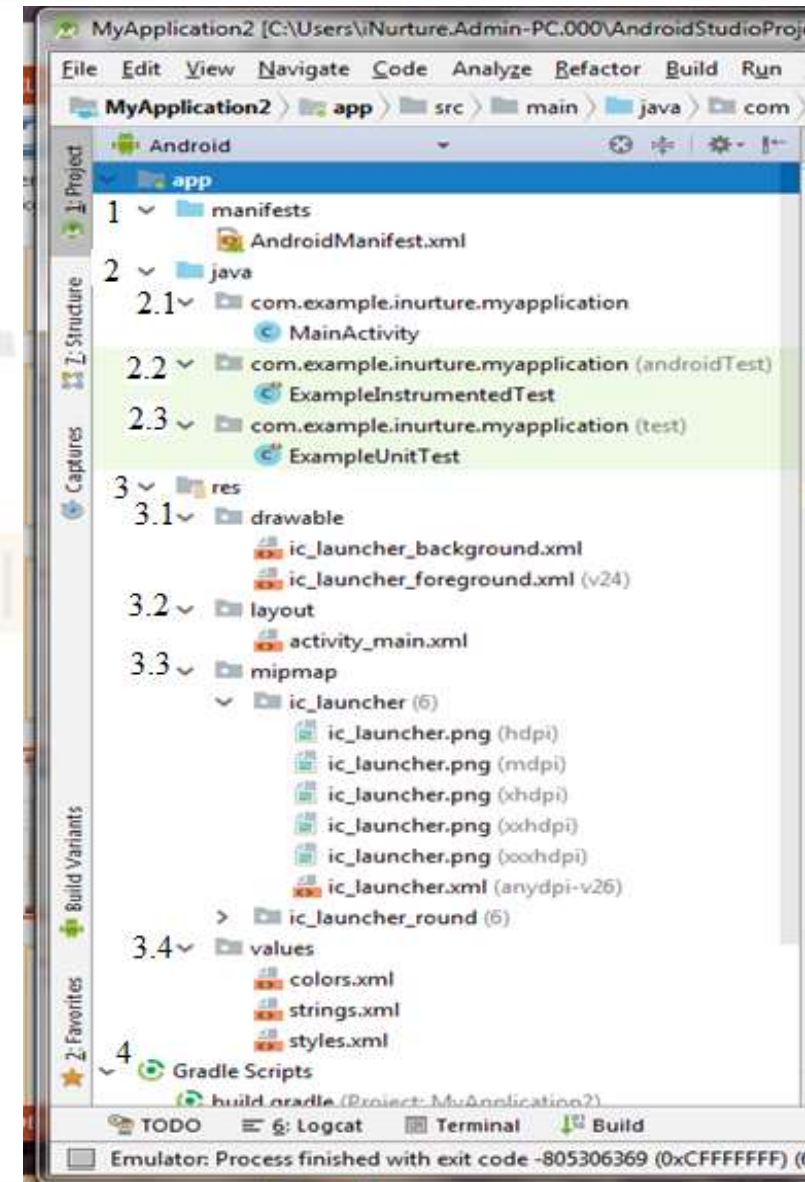 MyApplication2 [C:\Users\iNurture.Admin-PC.000\AndroidStudioProj
File Edit View Navigate Code Analyze Refactor Build Run
MyApplication2 app src main java com
Android
1: Project
app
1 manifests
AndroidManifest.xml
2 java
2.1 com.example.inurture.myapplication
MainActivity
2.2 com.example.inurture.myapplication (androidTest)
ExampleInstrumentedTest
2.3 com.example.inurture.myapplication (test)
ExampleUnitTest
3 res
3.1 drawable
ic_launcher_background.xml
ic_launcher_foreground.xml (v24)
3.2 layout
activity_main.xml
3.3 mipmap
ic_launcher (6)
ic_launcher.png (hdpi)
ic_launcher.png (mdpi)
ic_launcher.png (xhdpi)
ic_launcher.png (xxhdpi)
ic_launcher.png (xxxhdpi)
ic_launcher.xml (anydpi-v26)
ic_launcher_round (6)
3.4 values
colors.xml
strings.xml
styles.xml
4 Gradle Scripts
build.gradle (Project: MyApplication2)
Z: Structure
Captures
Build Variants
2: Favorites
TODO 6: Logcat Terminal Build
Emulator: Process finished with exit code -805306369 (0xCFFFFFFF) (6